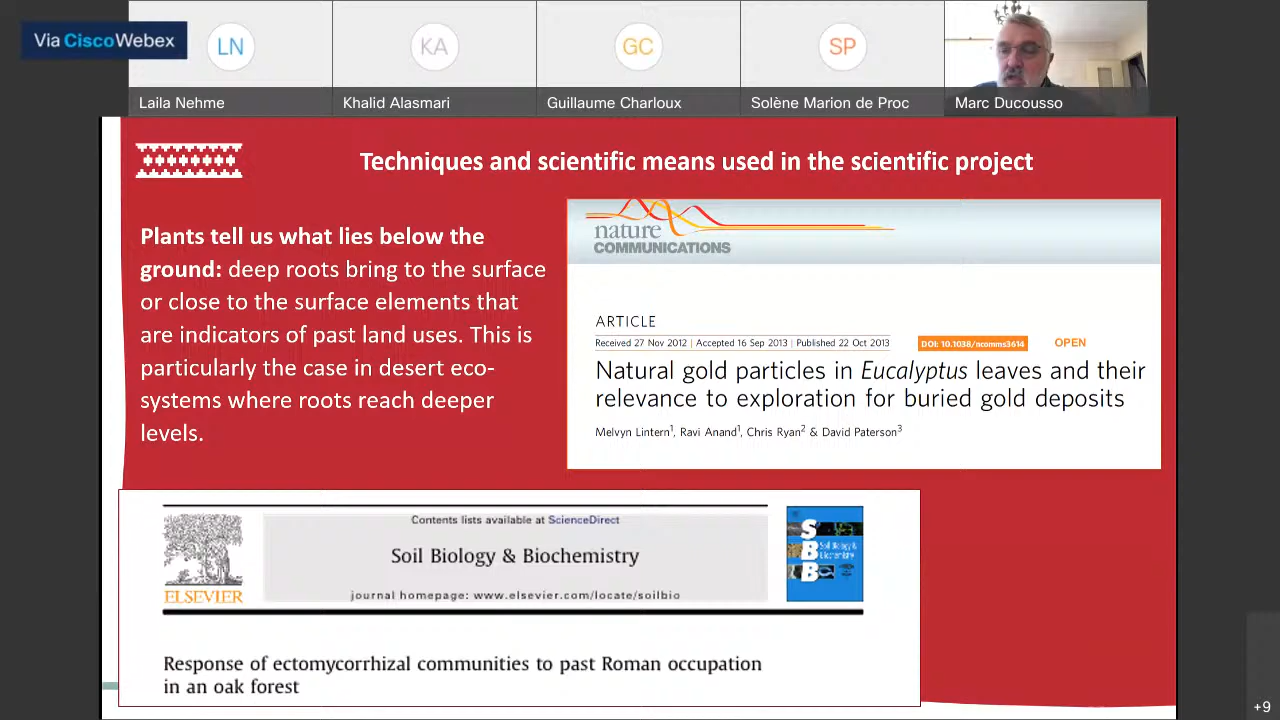 Via Cisco Webex
LN
KA
GC
SP
Laila Nehme
Khalid Alasmari
Guillaume Charloux
Solène Marion de Proc
Marc Ducousso
Techniques and scientific means used in the scientific project
Plants tell us what lies below the
ground: deep roots bring to the surface
or close to the surface elements that
are indicators of past land uses. This is
particularly the case in desert eco-
systems where roots reach deeper
levels.
nature
COMMUNICATIONS
ARTICLE
Received 27 Nov 2012 | Accepted 16 Sep 2013 | Published 22 Oct 2013
DOI: 10.1038/ncomms3614
OPEN
Natural gold particles in Eucalyptus leaves and their
relevance to exploration for buried gold deposits
Melvyn Lintern1, Ravi Anand1, Chris Ryan2 & David Paterson3
Contents lists available at ScienceDirect
Soil Biology & Biochemistry
journal homepage: www.elsevier.com/locate/soilbio
ELSEVIER
SBB
Soil Biology &
Biochemistry
Response of ectomycorrhizal communities to past Roman occupation
in an oak forest
+9